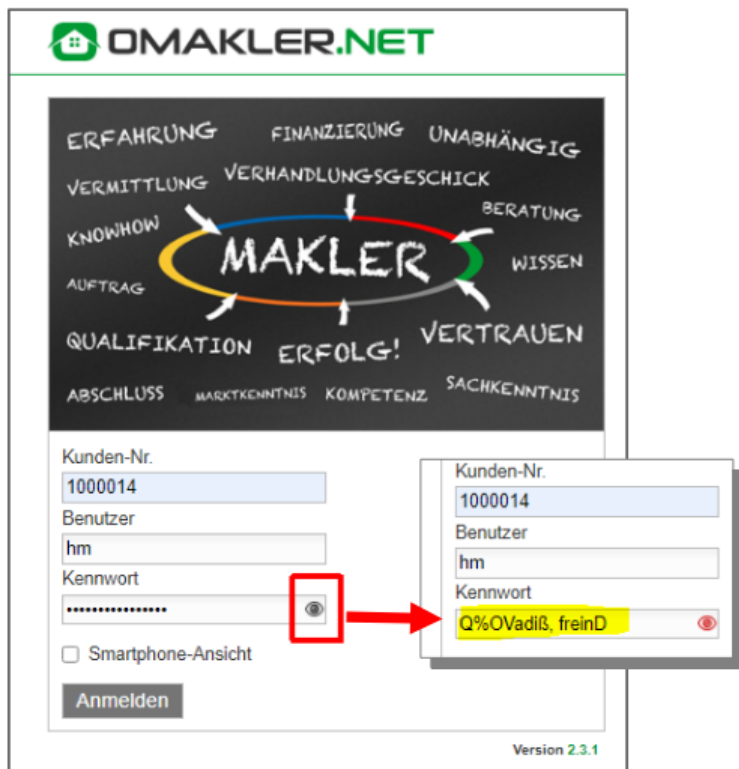 OMAKLER.NET
ERFAHRUNG FINANZIERUNG UNABHÄNGIG
VERMITTLUNG VERHANDLUNGSGESCHICK
KNOWHOW BERATUNG
MAKLER WISSEN
AUFTRAG
QUALIFIKATION ERFOLG! VERTRAUEN
ABSCHLUSS MARKTKENNTNIS KOMPETENZ SACHKENNTNIS
Kunden-Nr.
1000014
Benutzer
hm
Kennwort
••••••••••••••••
Smartphone-Ansicht
Anmelden
Kunden-Nr.
1000014
Benutzer
hm
Kennwort
Q%OVadiß, freinD
Version 2.3.1